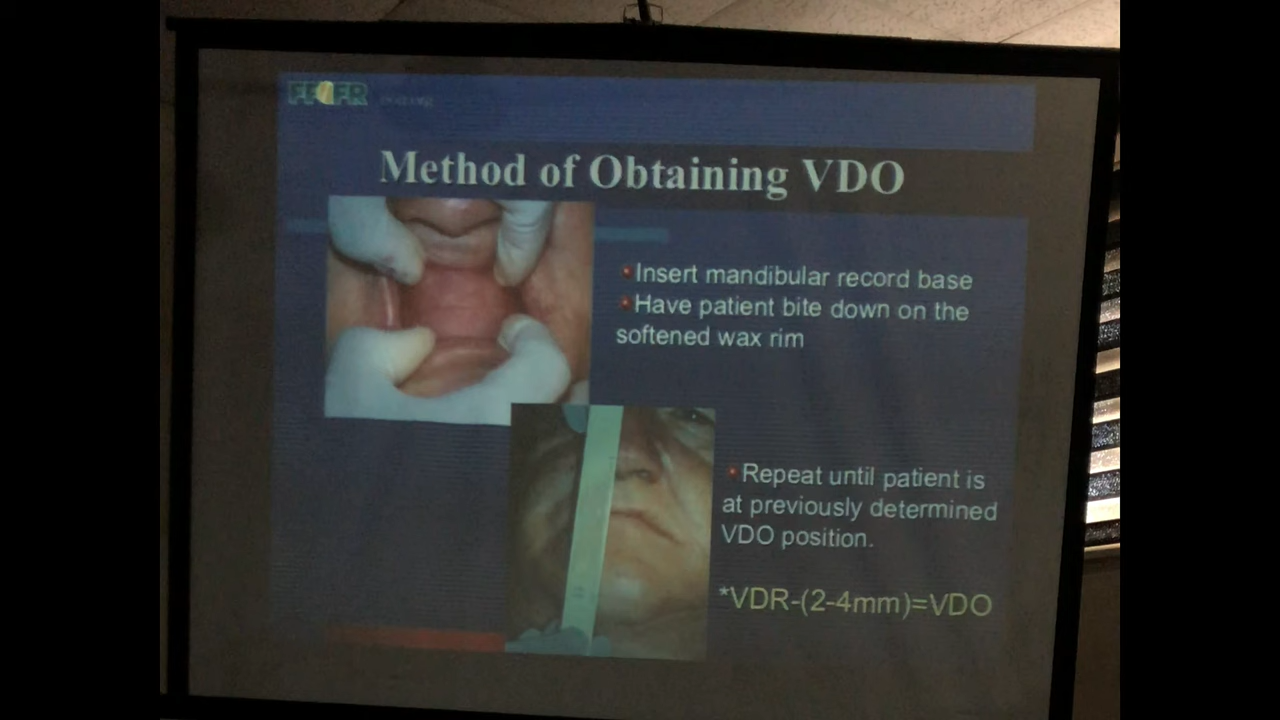 FFOFR
Method of Obtaining VDO
Insert mandibular record base
Have patient bite down on the
softened wax rim
Repeat until patient is
at previously determined
VDO position.
*VDR-(2-4mm)=VDO